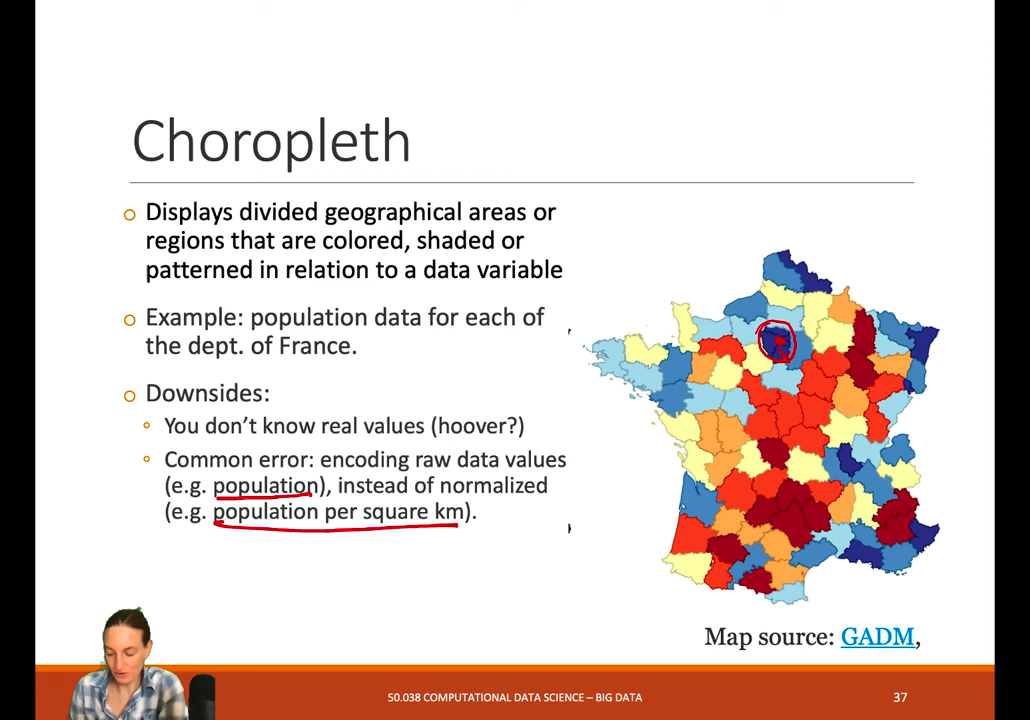 Choropleth
Displays divided geographical areas or
regions that are colored, shaded or
patterned in relation to a data variable
Example: population data for each of
the dept. of France.
Downsides:
You don’t know real values (hoover?)
Common error: encoding raw data values
(e.g. population), instead of normalized
(e.g. population per square km).
Map source: GADM,
50.038 COMPUTATIONAL DATA SCIENCE – BIG DATA
37